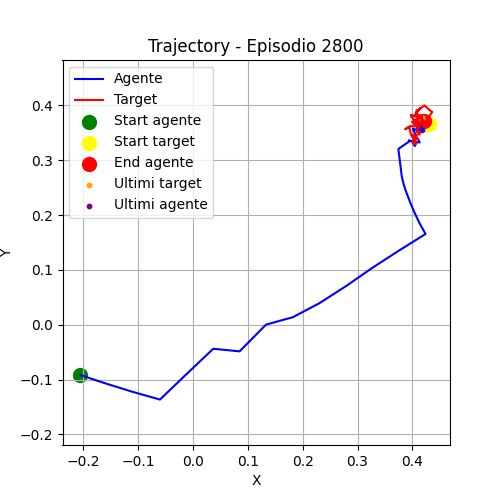 Trajectory - Episodio 2800
Agente
Target
Start agente
Start target
End agente
Ultimi target
Ultimi agente
0.4
0.3
0.2
0.1
0.0
−0.1
−0.2
Y
−0.2 −0.1 0.0 0.1 0.2 0.3 0.4
X